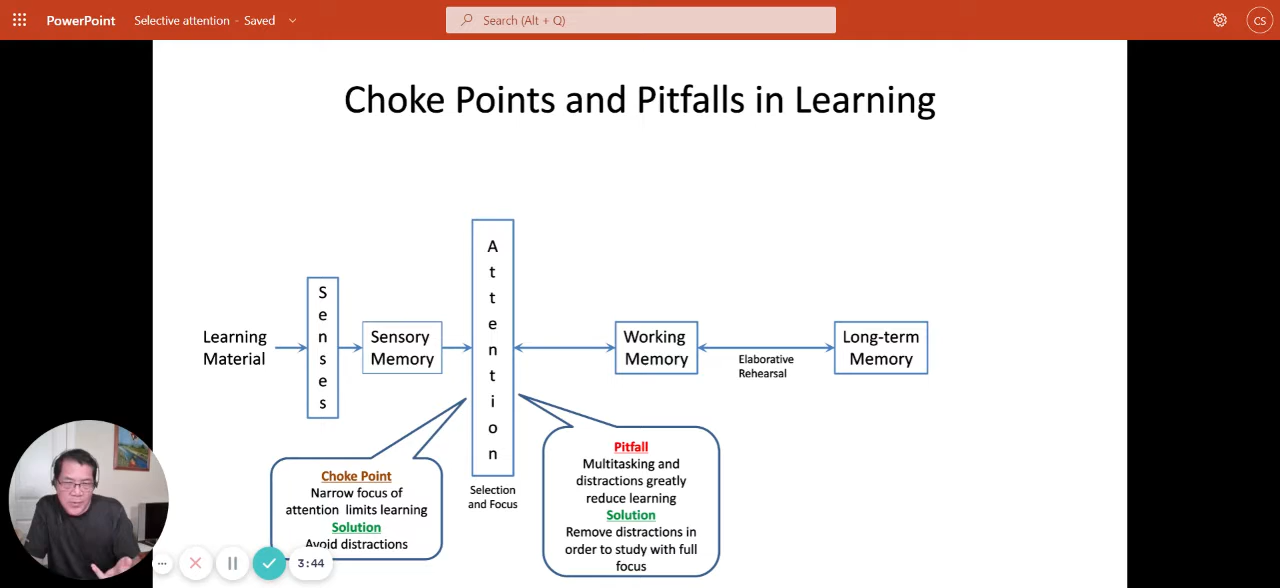 PowerPoint
Selective attention - Saved
Search (Alt + Q)
CS
Choke Points and Pitfalls in Learning
Learning
Material
Senses
Sensory
Memory
Attention
Selection
and Focus
Working
Memory
Elaborative
Rehearsal
Long-term
Memory
Choke Point
Narrow focus of
attention limits learning
Solution
Avoid distractions
Pitfall
Multitasking and
distractions greatly
reduce learning
Solution
Remove distractions in
order to study with full
focus
3:44